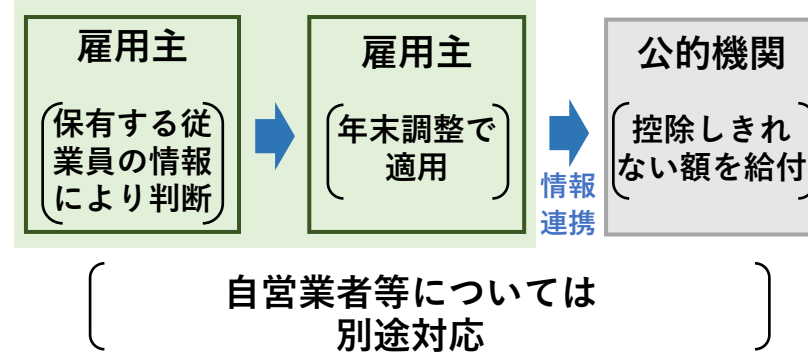 雇用主
保有する従
業員の情報
により判断
雇用主
年末調整で
適用
情報
連携
公的機関
控除しきれ
ない額を給付
自営業者等については
別途対応